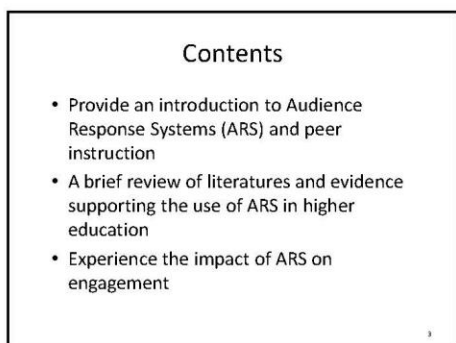 Contents
• Provide an introduction to Audience
Response Systems (ARS) and peer
instruction
• A brief review of literatures and evidence
supporting the use of ARS in higher
education
• Experience the impact of ARS on
engagement
3